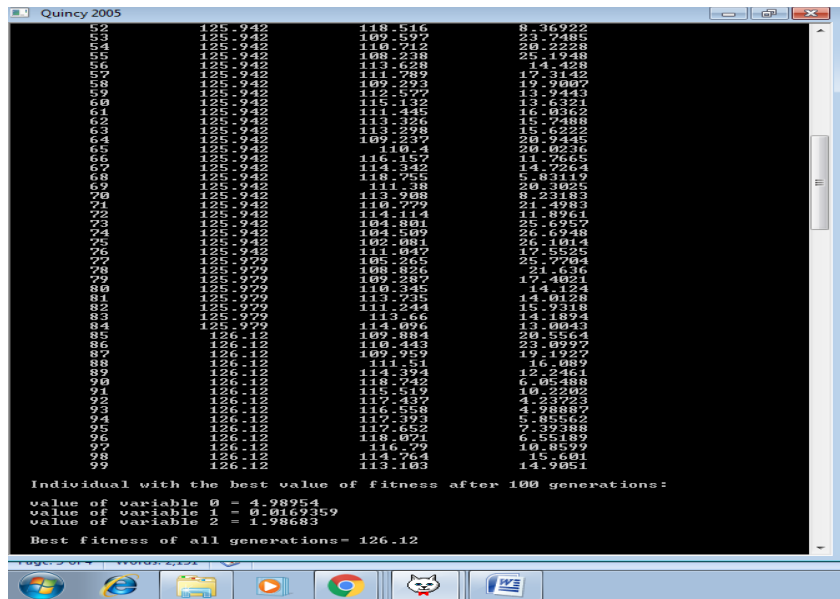 Quincy 2005
52 125.942 118.516 8.36922
53 125.942 109.597 23.7485
54 125.942 110.712 20.2228
55 125.942 108.238 25.1948
56 125.942 113.628 14.428
57 125.942 111.789 17.3142
58 125.942 109.293 19.9007
59 125.942 112.577 13.9443
60 125.942 115.132 13.6321
61 125.942 111.445 16.0362
62 125.942 113.326 15.7488
63 125.942 113.298 15.6222
64 125.942 109.237 20.9445
65 125.942 110.4 20.0236
66 125.942 116.157 11.7665
67 125.942 114.342 14.7264
68 125.942 118.755 5.83119
69 125.942 111.38 20.3025
70 125.942 113.908 8.23183
71 125.942 110.779 21.4983
72 125.942 114.114 11.8961
73 125.942 104.801 25.6957
74 125.942 104.509 26.6948
75 125.942 102.081 26.1014
76 125.942 111.047 17.5525
77 125.979 105.265 25.7704
78 125.979 108.826 21.636
79 125.979 109.287 17.4021
80 125.979 110.345 14.124
81 125.979 113.735 14.0128
82 125.979 111.244 15.9318
83 125.979 113.66 14.1894
84 125.979 114.096 13.0043
85 126.12 109.884 20.5564
86 126.12 110.443 23.0997
87 126.12 109.959 19.1927
88 126.12 111.51 16.089
89 126.12 114.394 12.2461
90 126.12 118.742 6.05488
91 126.12 115.519 10.2202
92 126.12 117.437 4.23723
93 126.12 116.558 4.98887
94 126.12 117.393 5.85562
95 126.12 117.652 7.39388
96 126.12 118.071 6.55189
97 126.12 116.79 10.8599
98 126.12 114.764 15.601
99 126.12 113.103 14.9051
Individual with the best value of fitness after 100 generations:
value of variable 0 = 4.98954
value of variable 1 = 0.0169359
value of variable 2 = 1.98683
Best fitness of all generations= 126.12